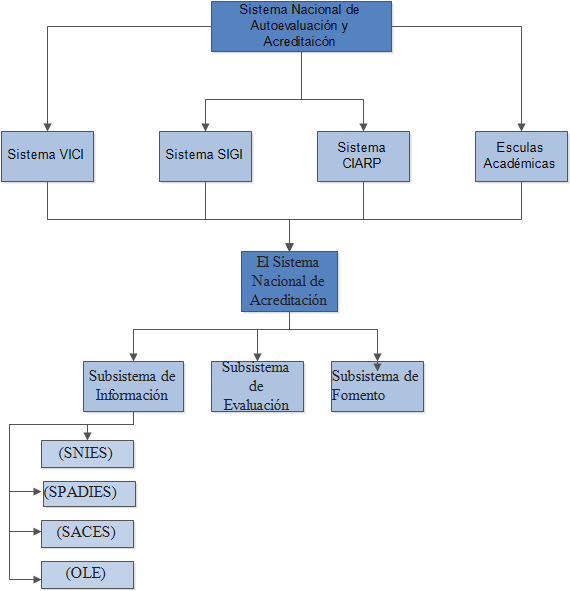 Sistema Nacional de
Autoevaluación y
Acreditaicón
Sistema VICI
Sistema SIGI
Sistema
CIARP
Esculas
Académicas
El Sistema
Nacional de
Acreditación
Subsistema de
Información
Subsistema
de
Evaluación
Subsistema de
Fomento
(SNIES)
(SPADIES)
(SACES)
(OLE)